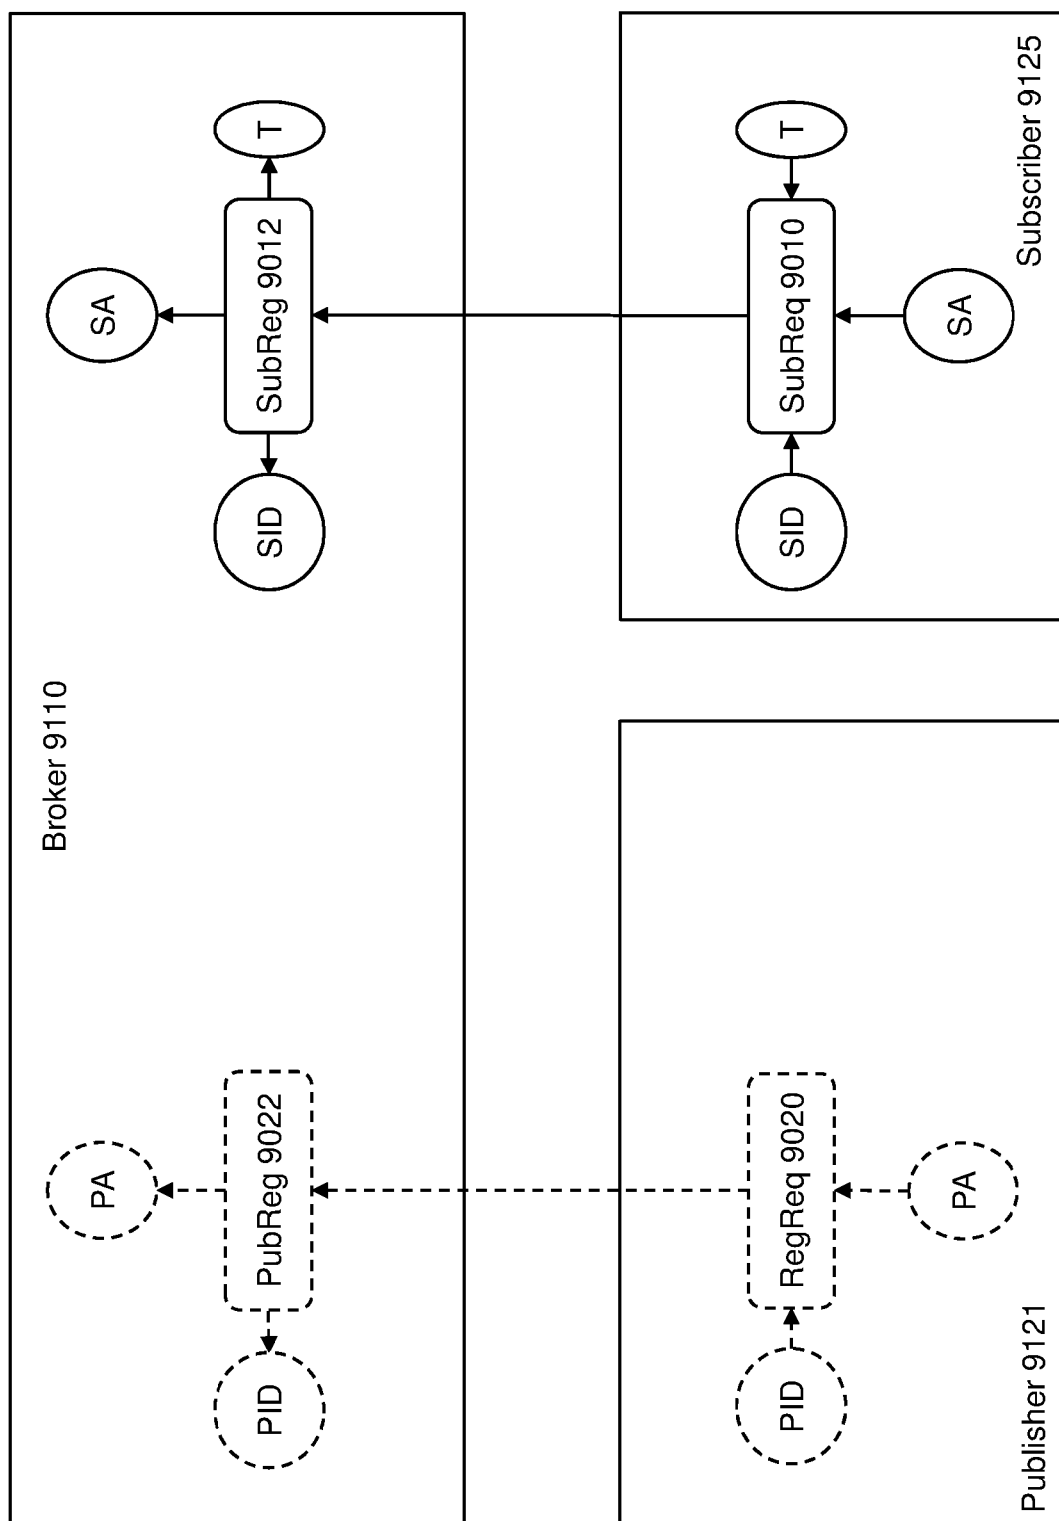 Broker 9110
PA
SA
PID
PubReg 9022
SID
SubReg 9012
T
PID
RegReq 9020
SID
SubReq 9010
T
PA
SA
Publisher 9121
Subscriber 9125